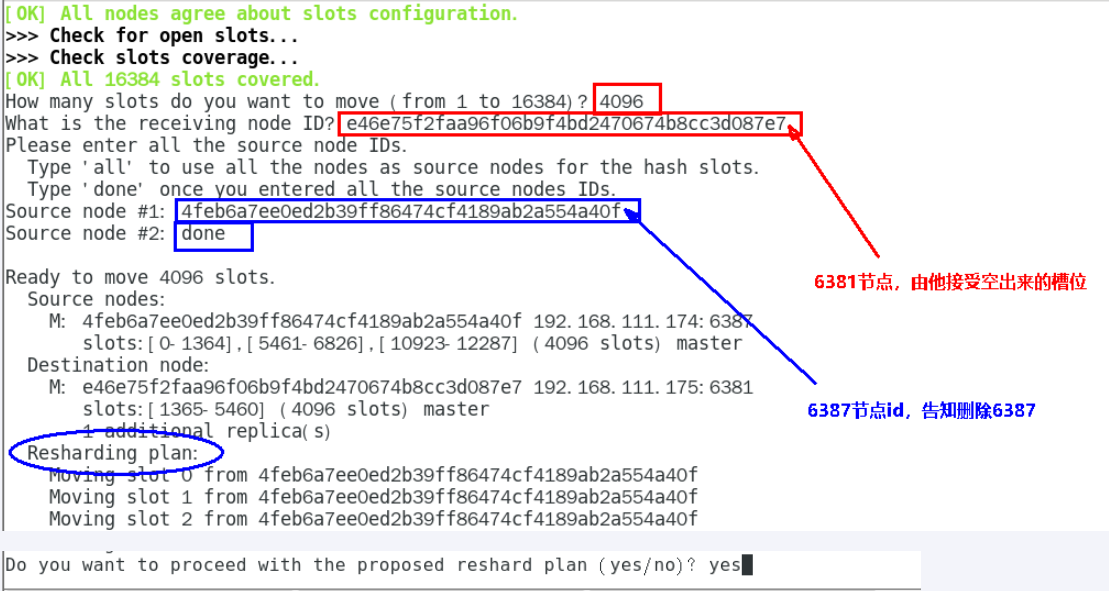 [OK] All nodes agree about slots configuration.
>>> Check for open slots...
>>> Check slots coverage...
[OK] All 16384 slots covered.
How many slots do you want to move (from 1 to 16384)? 4096
What is the receiving node ID? e46e75f2faa96f06b9f4bd2470674b8cc3d087e7
Please enter all the source node IDs.
Type 'all' to use all the nodes as source nodes for the hash slots.
Type 'done' once you entered all the source nodes IDs.
Source node #1: 4feb6a7ee0ed2b39ff86474cf4189ab2a554a40f
Source node #2: done
Ready to move 4096 slots.
6381节点，由他接受空出来的槽位
Source nodes:
M: 4feb6a7ee0ed2b39ff86474cf4189ab2a554a40f 192.168.111.174:6387
slots:[0-1364],[5461-6826],[10923-12287] (4096 slots) master
Destination node:
M: e46e75f2faa96f06b9f4bd2470674b8cc3d087e7 192.168.111.175:6381
slots:[1365-5460] (4096 slots) master
6387节点id，告知删除6387
1 additional replica(s)
Resharding plan:
Moving slot 0 from 4feb6a7ee0ed2b39ff86474cf4189ab2a554a40f
Moving slot 1 from 4feb6a7ee0ed2b39ff86474cf4189ab2a554a40f
Moving slot 2 from 4feb6a7ee0ed2b39ff86474cf4189ab2a554a40f
Do you want to proceed with the proposed reshard plan (yes/no)? yes